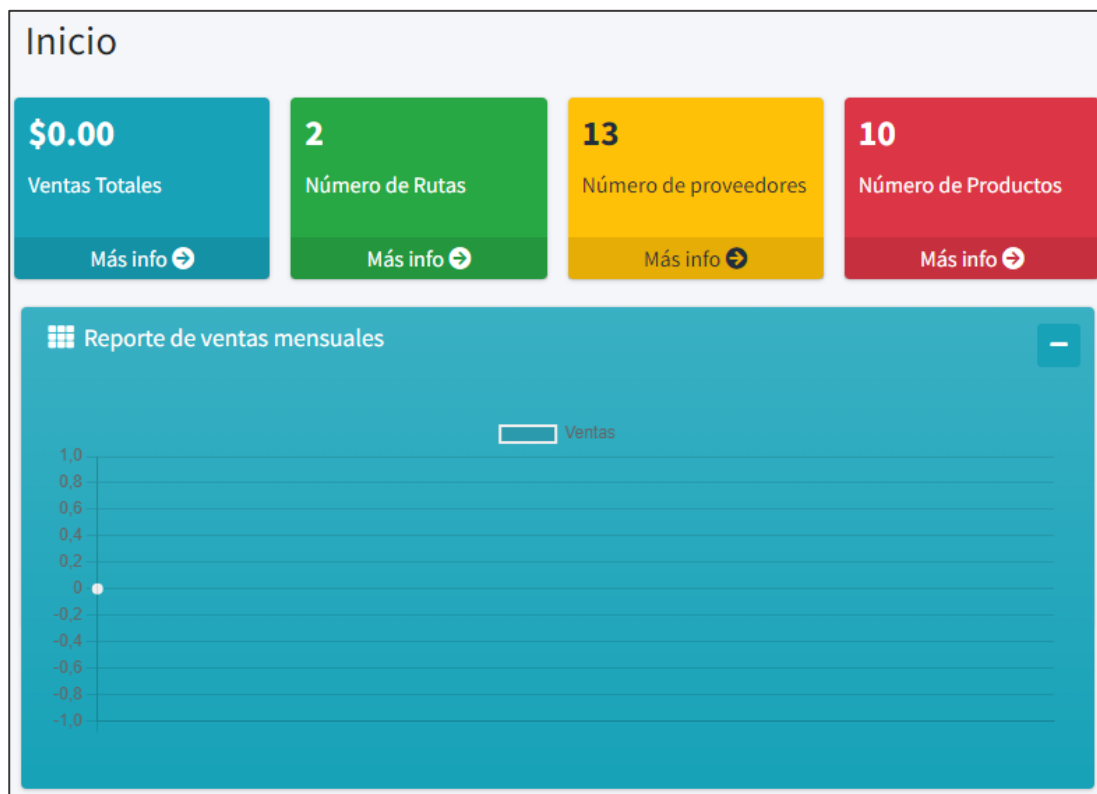 Inicio
$0.00
Ventas Totales
Más info
2
Número de Rutas
Más info
13
Número de proveedores
Más info
10
Número de Productos
Más info
Reporte de ventas mensuales
Ventas
1,0
0,8
0,6
0,4
0,2
0
-0,2
-0,4
-0,6
-0,8
-1,0